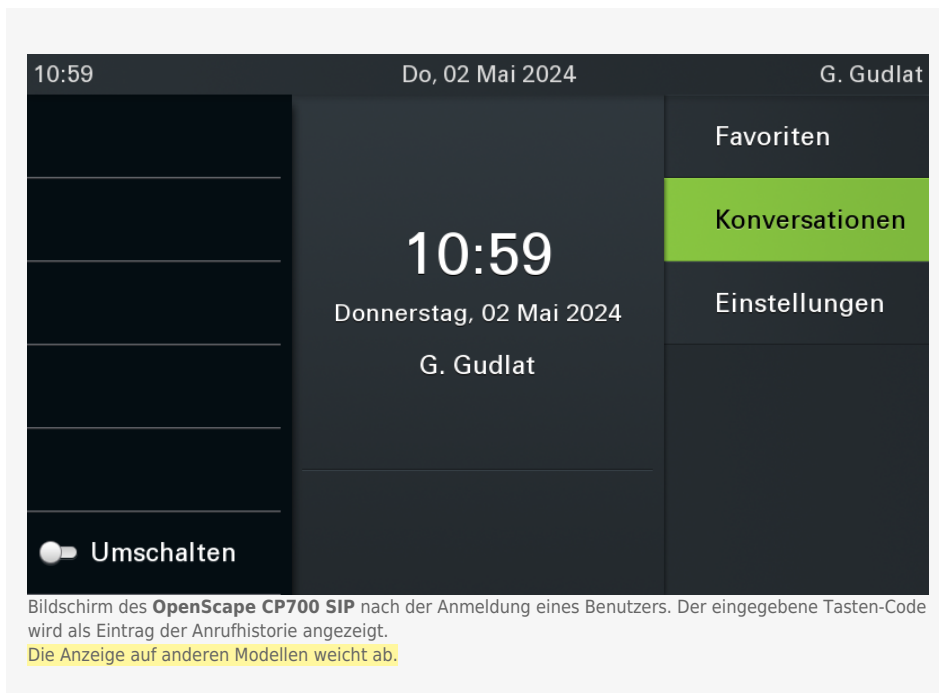 10:59 Do, 02 Mai 2024 G. Gudlat
Favoriten
Konversationen
10:59
Donnerstag, 02 Mai 2024
Einstellungen
G. Gudlat
Umschalten
Bildschirm des OpenScape CP700 SIP nach der Anmeldung eines Benutzers. Der eingegebene Tasten-Code
wird als Eintrag der Anrufhistorie angezeigt.
Die Anzeige auf anderen Modellen weicht ab.